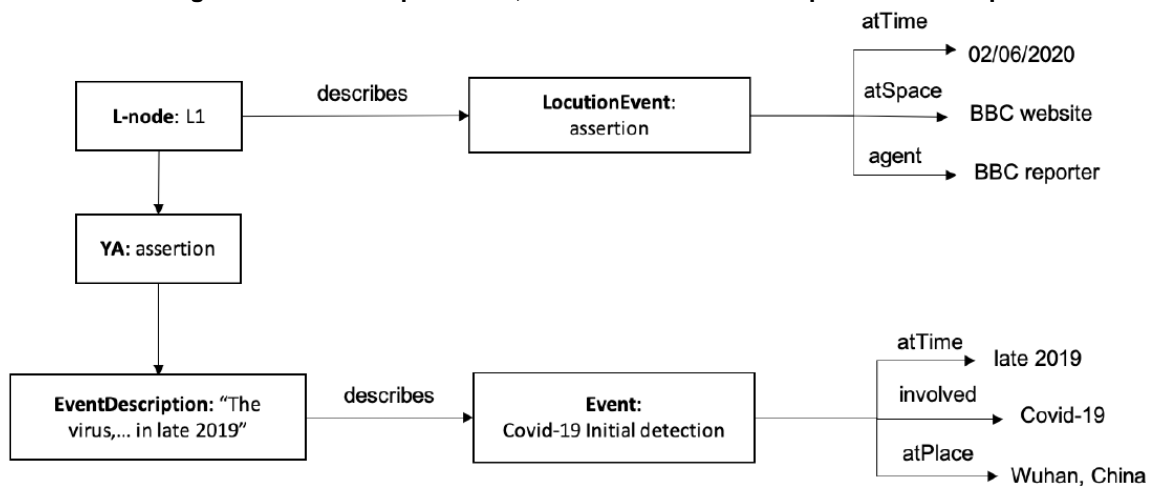 atTime
02/06/2020
describes
L-node: L1
LocutionEvent:
assertion
atSpace
BBC website
agent
BBC reporter
YA: assertion
atTime
late 2019
EventDescription: “The
virus,... in late 2019”
describes
Event:
Covid-19 Initial detection
involved
Covid-19
atPlace
Wuhan, China